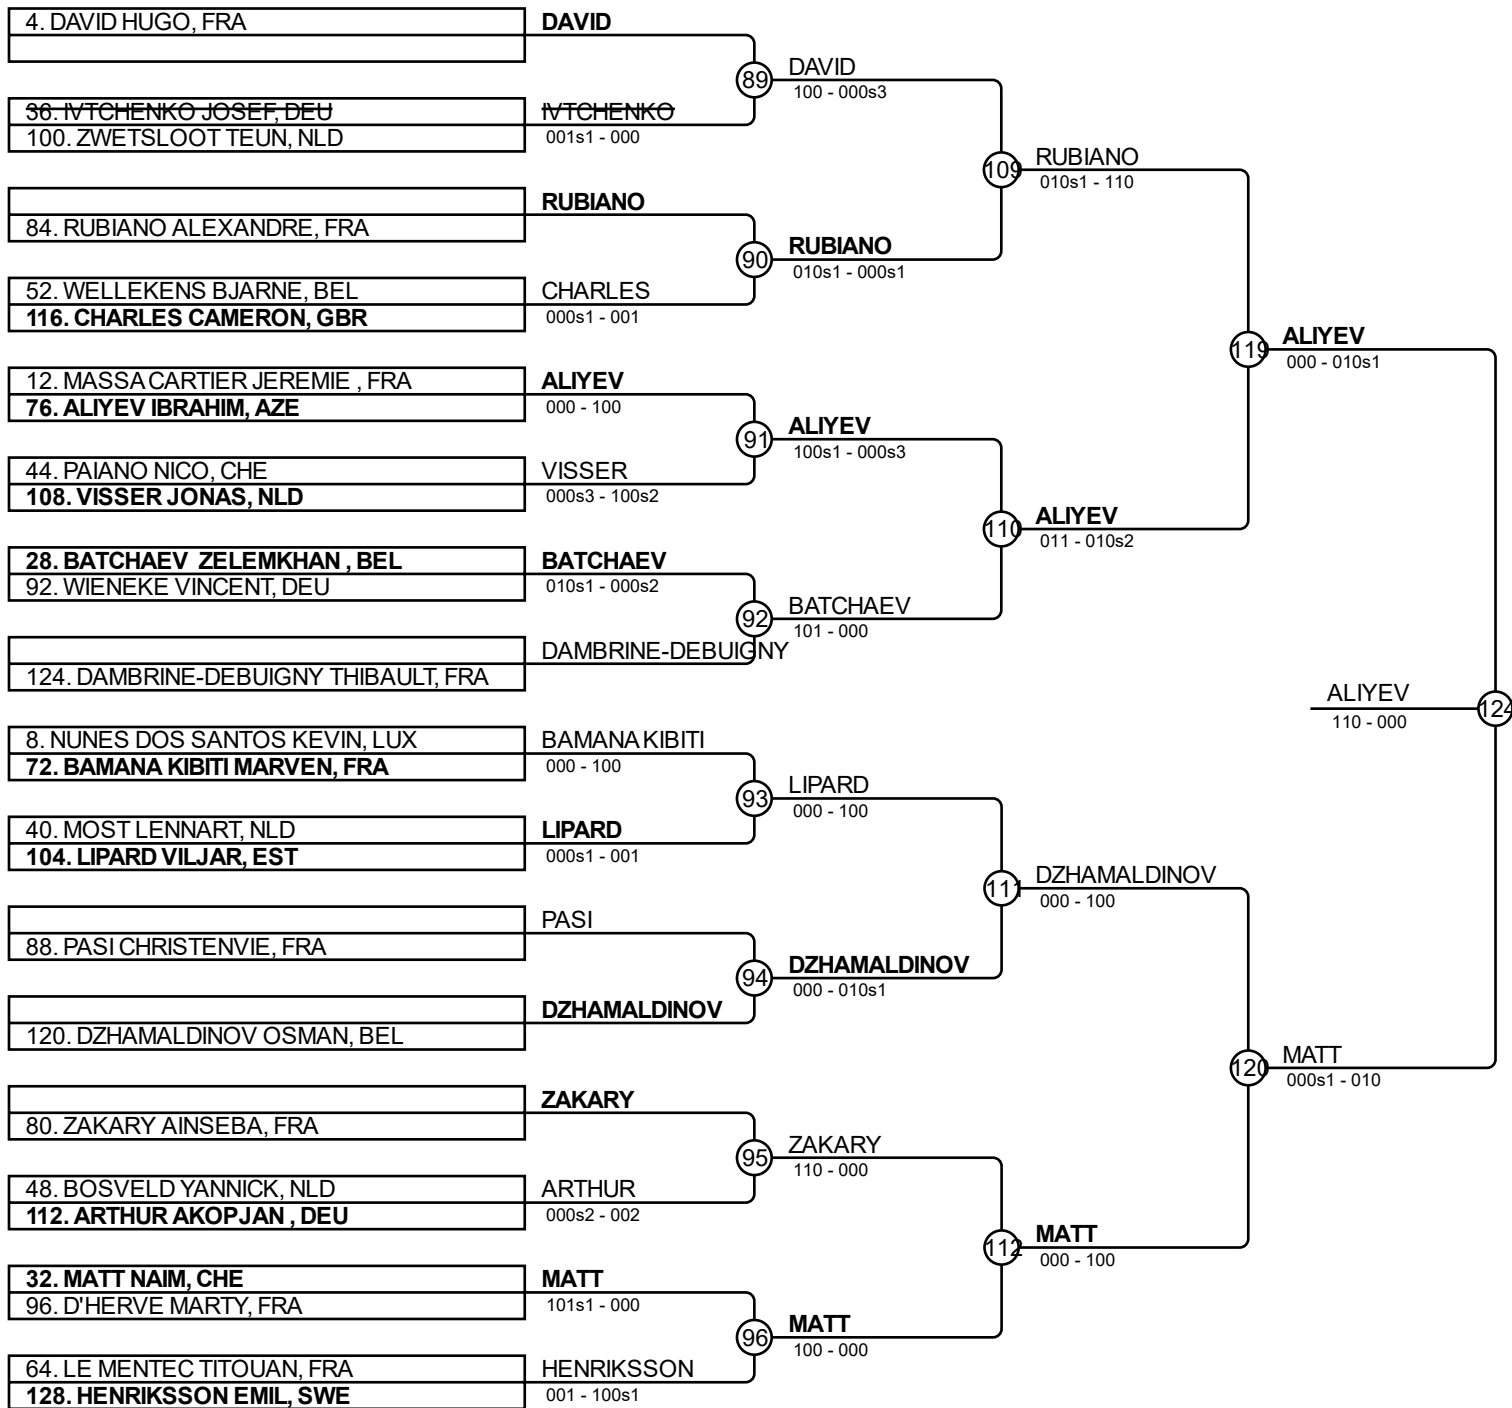 4. DAVID HUGO, FRA
DAVID
89
DAVID
100 - 000s3
36. IVTCHENKO JOSEF, DEU
100. ZWETSLOOT TEUN, NLD
IVTCHENKO
001s1 - 000
109
RUBIANO
010s1 - 110
84. RUBIANO ALEXANDRE, FRA
RUBIANO
90
RUBIANO
010s1 - 000s1
52. WELLEKENS BJARNE, BEL
116. CHARLES CAMERON, GBR
CHARLES
000s1 - 001
119
ALIYEV
000 - 010s1
12. MASSA CARTIER JEREMIE , FRA
76. ALIYEV IBRAHIM, AZE
ALIYEV
000 - 100
91
ALIYEV
100s1 - 000s3
44. PAIANO NICO, CHE
108. VISSER JONAS, NLD
VISSER
000s3 - 100s2
110
ALIYEV
011 - 010s2
28. BATCHAEV ZELEMKHAN , BEL
92. WIENEKE VINCENT, DEU
BATCHAEV
010s1 - 000s2
92
BATCHAEV
101 - 000
124. DAMBRINE-DEBUIGNY THIBAULT, FRA
DAMBRINE-DEBUIGNY
ALIYEV
110 - 000
124
8. NUNES DOS SANTOS KEVIN, LUX
72. BAMANA KIBITI MARVEN, FRA
BAMANA KIBITI
000 - 100
93
LIPARD
000 - 100
40. MOST LENNART, NLD
104. LIPARD VILJAR, EST
LIPARD
000s1 - 001
111
DZHAMALDINOV
000 - 100
88. PASI CHRISTENVIE, FRA
PASI
94
DZHAMALDINOV
000 - 010s1
120. DZHAMALDINOV OSMAN, BEL
DZHAMALDINOV
120
MATT
000s1 - 010
80. ZAKARY AINSEBA, FRA
ZAKARY
95
ZAKARY
110 - 000
48. BOSVELD YANNICK, NLD
112. ARTHUR AKOPJAN , DEU
ARTHUR
000s2 - 002
112
MATT
000 - 100
32. MATT NAIM, CHE
96. D'HERVE MARTY, FRA
MATT
101s1 - 000
96
MATT
100 - 000
64. LE MENTEC TITOUAN, FRA
128. HENRIKSSON EMIL, SWE
HENRIKSSON
001 - 100s1